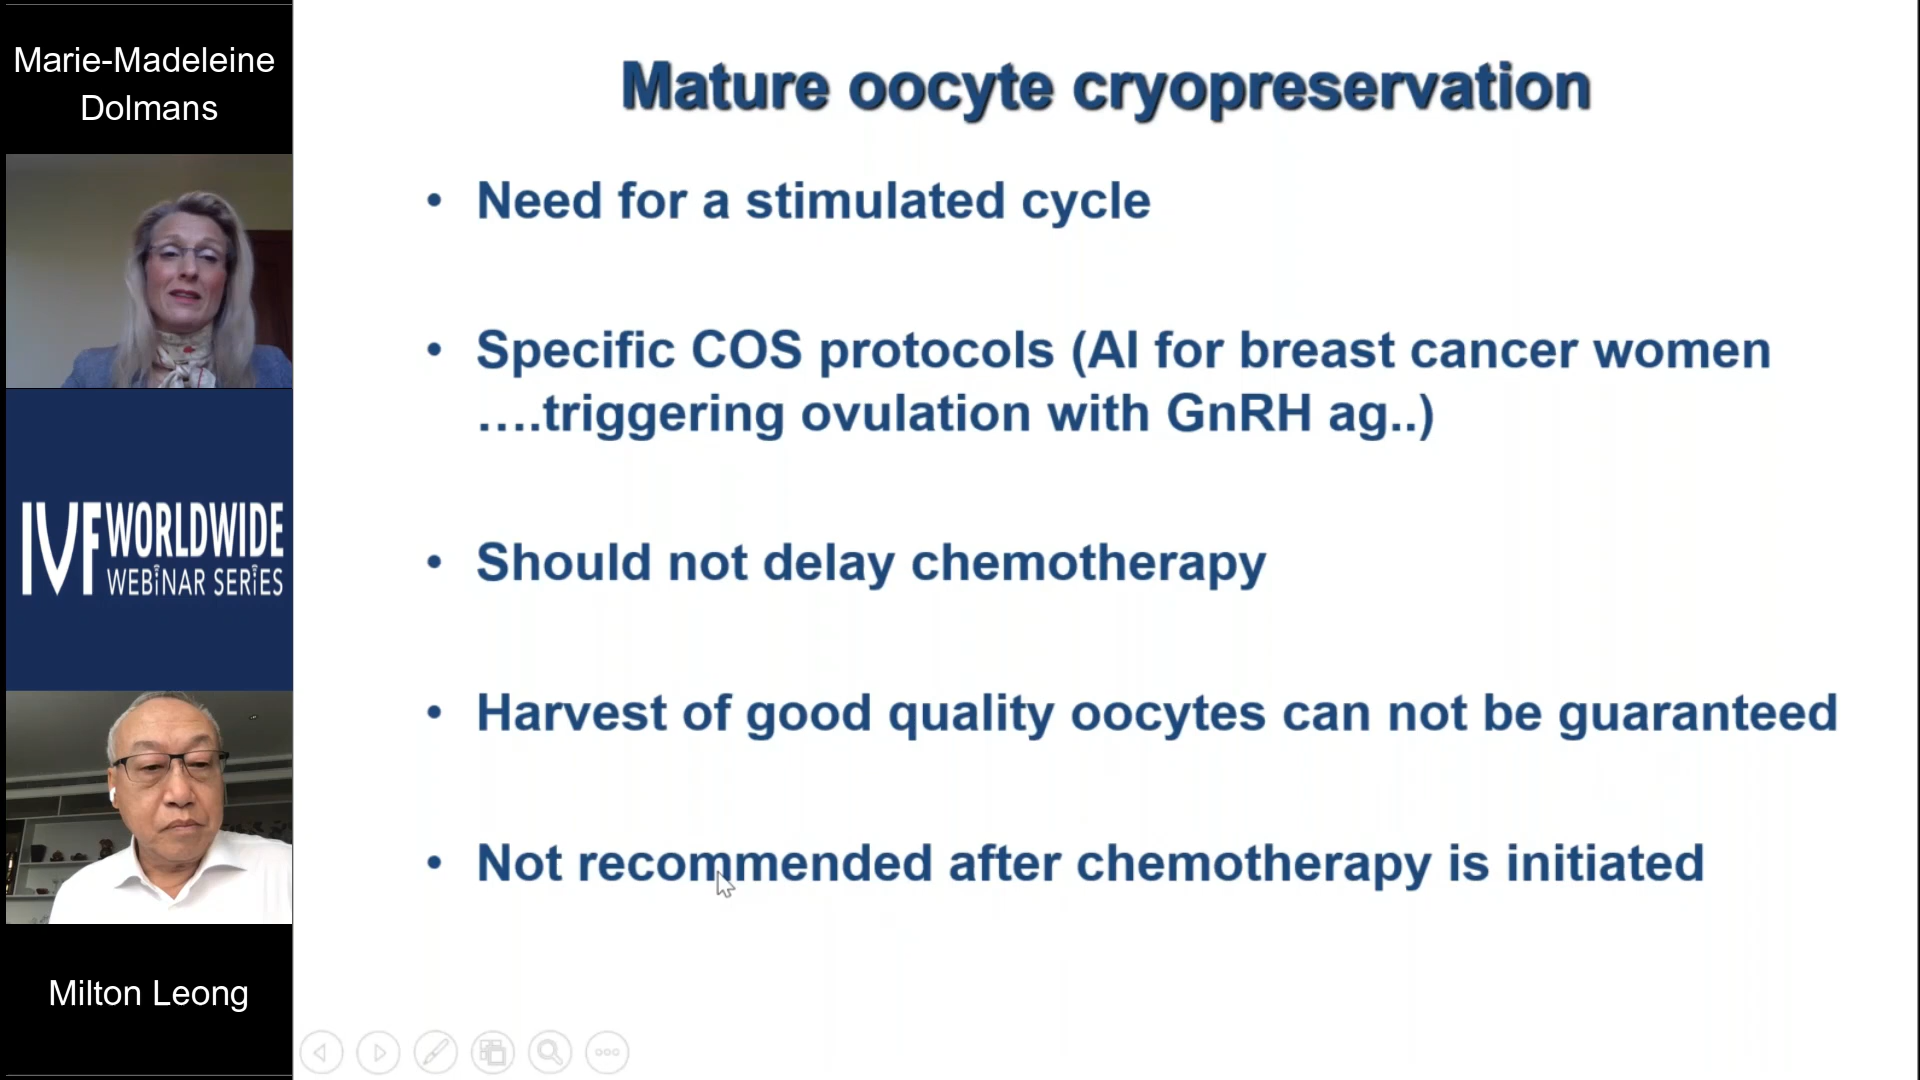 Marie-Madeleine
Dolmans
IVF WORLDWIDE
WEBINAR SERIES
Milton Leong
Mature oocyte cryopreservation
• Need for a stimulated cycle
• Specific COS protocols (AI for breast cancer women
....triggering ovulation with GnRH ag..)
• Should not delay chemotherapy
• Harvest of good quality oocytes can not be guaranteed
• Not recommended after chemotherapy is initiated